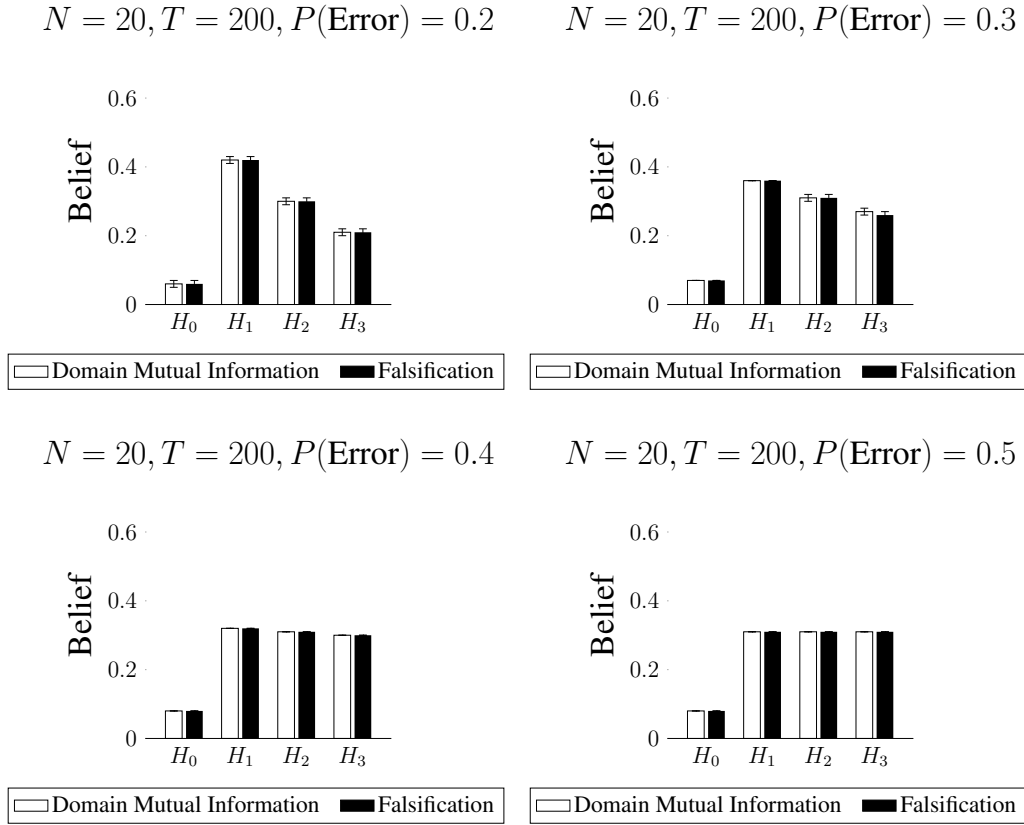 N = 20, T = 200, P(Error) = 0.2
0.6
0.4
0.2
0
Belief
H₀ H₁ H₂ H₃
Domain Mutual Information Falsification
N = 20, T = 200, P(Error) = 0.3
0.6
0.4
0.2
0
Belief
H₀ H₁ H₂ H₃
Domain Mutual Information Falsification
N = 20, T = 200, P(Error) = 0.4
0.6
0.4
0.2
0
Belief
H₀ H₁ H₂ H₃
Domain Mutual Information Falsification
N = 20, T = 200, P(Error) = 0.5
0.6
0.4
0.2
0
Belief
H₀ H₁ H₂ H₃
Domain Mutual Information Falsification